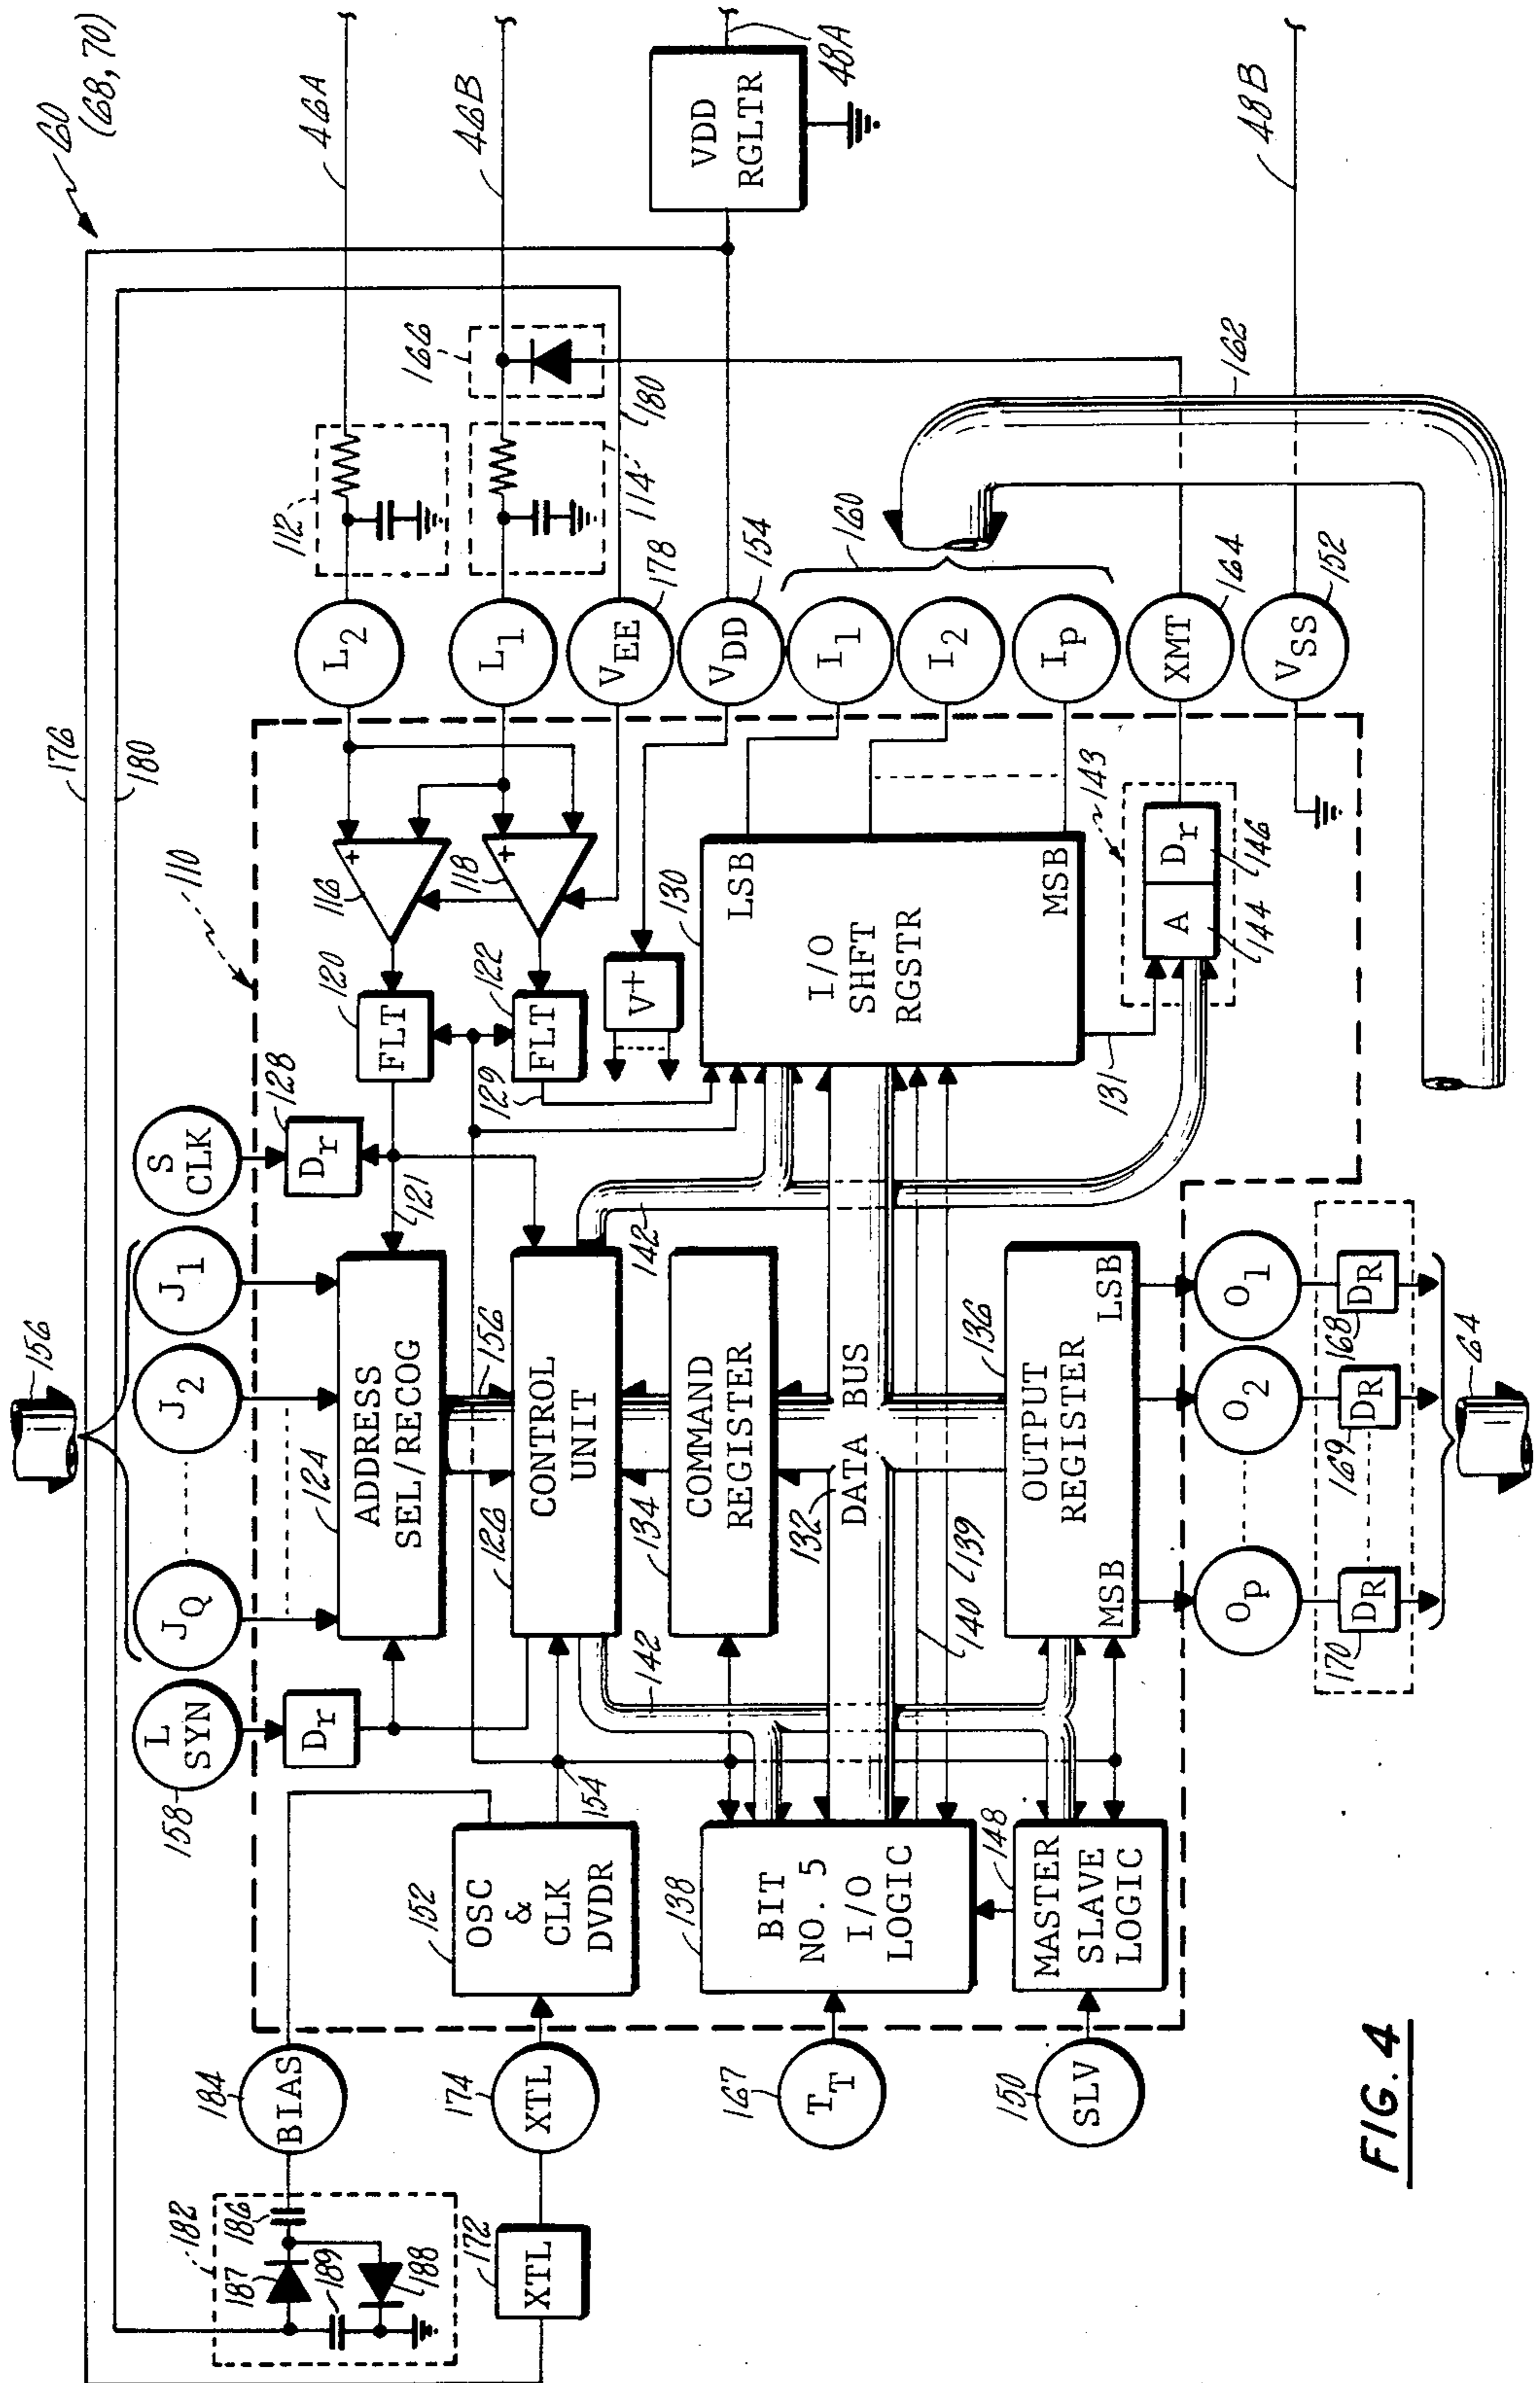 60
(68, 70)
176
180
156
182
186
187
189
188
184
BIAS
158
L
SYN
JQ
J2
J1
S
CLK
128
Dr
Dr
110
112
46A
L2
116
+
120
FLT
121
124
ADDRESS
SEL/RECOG
172
XTL
174
XTL
152
OSC
&
CLK
DVDR
154
126
CONTROL
UNIT
156
142
142
129
122
FLT
118
+
L1
114
166
46B
180
178
VEE
V+
154
VDD
VDD
RGLTR
48A
134
COMMAND
REGISTER
132
DATA BUS
130
LSB
I/O
SHFT
RGSTR
MSB
131
I1
I2
Ip
160
162
167
TT
138
BIT
NO. 5
I/O
LOGIC
140
139
148
MASTER
SLAVE
LOGIC
150
SLV
136
OUTPUT
REGISTER
MSB
LSB
143
A
Dr
144
146
XMT
164
VSS
152
48B
Op
O2
O1
170
DR
169
DR
168
DR
64
FIG. 4